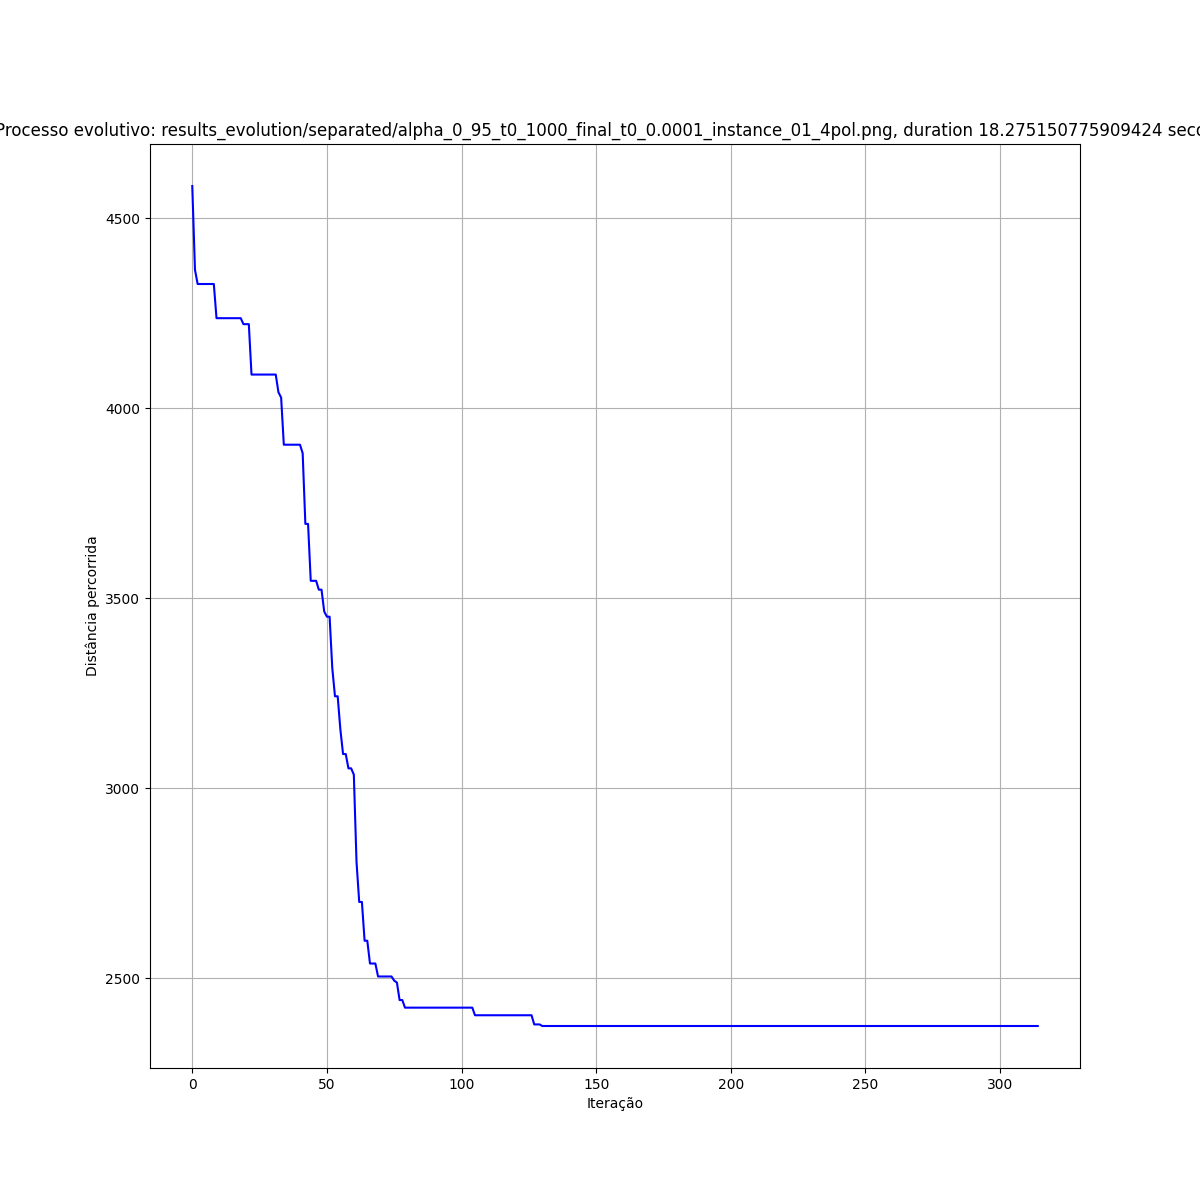 Processo evolutivo: results_evolution/separated/alpha_0_95_t0_1000_final_t0_0.0001_instance_01_4pol.png, duration 18.275150775909424
4500
4000
3500
3000
2500
Distância percorrida
0 50 100 150 200 250 300
Iteração